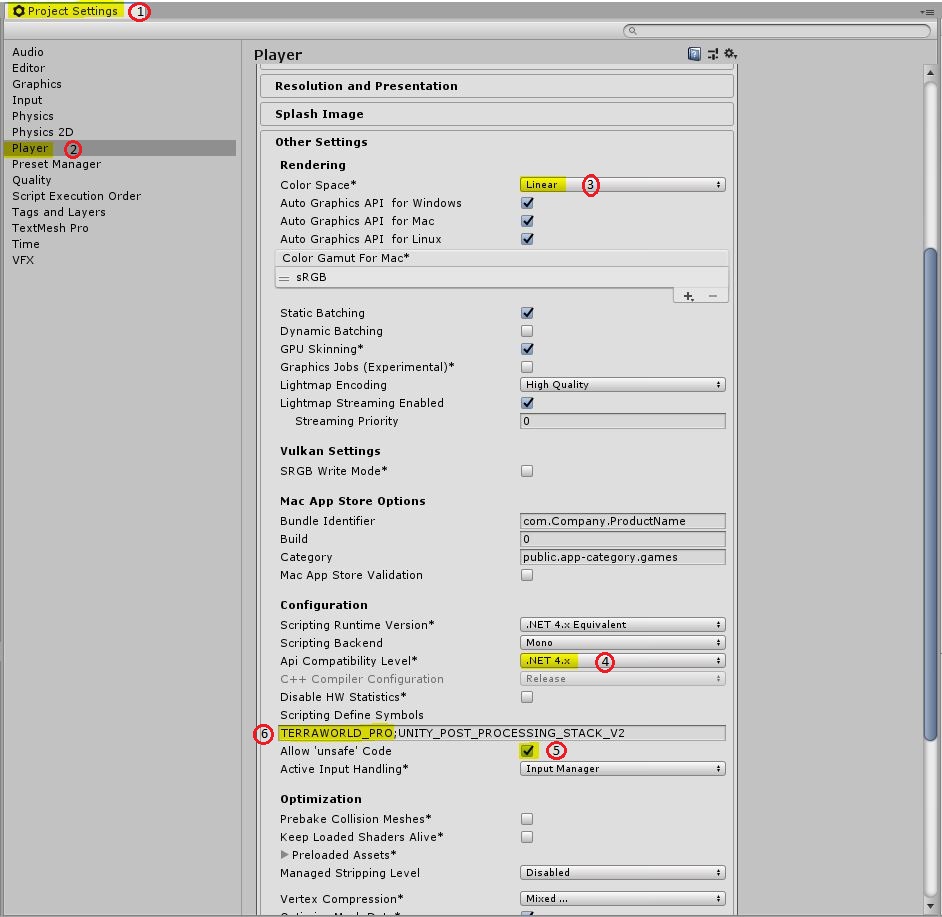 Project Settings 1
Audio
Editor
Graphics
Input
Physics
Physics 2D
Player 2
Preset Manager
Quality
Script Execution Order
Tags and Layers
TextMesh Pro
Time
VFX
Player
Resolution and Presentation
Splash Image
Other Settings
Rendering
Color Space* Linear 3
Auto Graphics API for Windows
Auto Graphics API for Mac
Auto Graphics API for Linux
Color Gamut For Mac*
= sRGB
+ −
Static Batching
Dynamic Batching
GPU Skinning*
Graphics Jobs (Experimental)*
Lightmap Encoding High Quality
Lightmap Streaming Enabled
Streaming Priority 0
Vulkan Settings
SRGB Write Mode*
Mac App Store Options
Bundle Identifier com.Company.ProductName
Build 0
Category public.app-category.games
Mac App Store Validation
Configuration
Scripting Runtime Version* .NET 4.x Equivalent
Scripting Backend Mono
Api Compatibility Level* .NET 4.x 4
C++ Compiler Configuration Release
Disable HW Statistics*
Scripting Define Symbols
6 TERRAWORLD_PRO;UNITY_POST_PROCESSING_STACK_V2
Allow 'unsafe' Code 5
Active Input Handling* Input Manager
Optimization
Prebake Collision Meshes*
Keep Loaded Shaders Alive*
Preloaded Assets*
Managed Stripping Level Disabled
Vertex Compression* Mixed ...